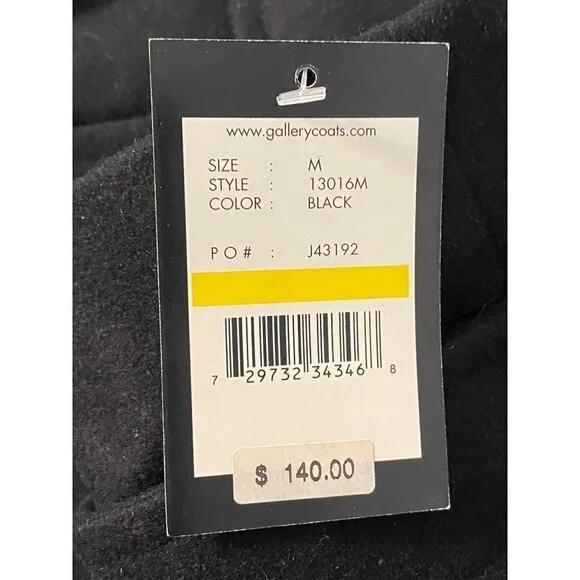 www.gallerycoats.com
SIZE : M
STYLE : 13016M
COLOR : BLACK
PO# : J43192
7 29732 34346 8
$ 140.00